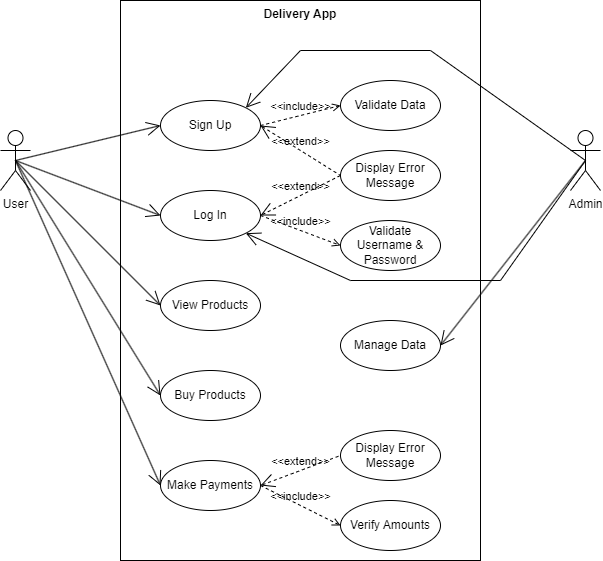 Delivery App
<<include>>
Validate Data
Sign Up
<<extend>>
Display Error
Message
User
Admin
<<extend>>
Log In
<<include>>
Validate
Username &
Password
View Products
Manage Data
Buy Products
Display Error
Message
<<extend>>
Make Payments
<<include>>
Verify Amounts